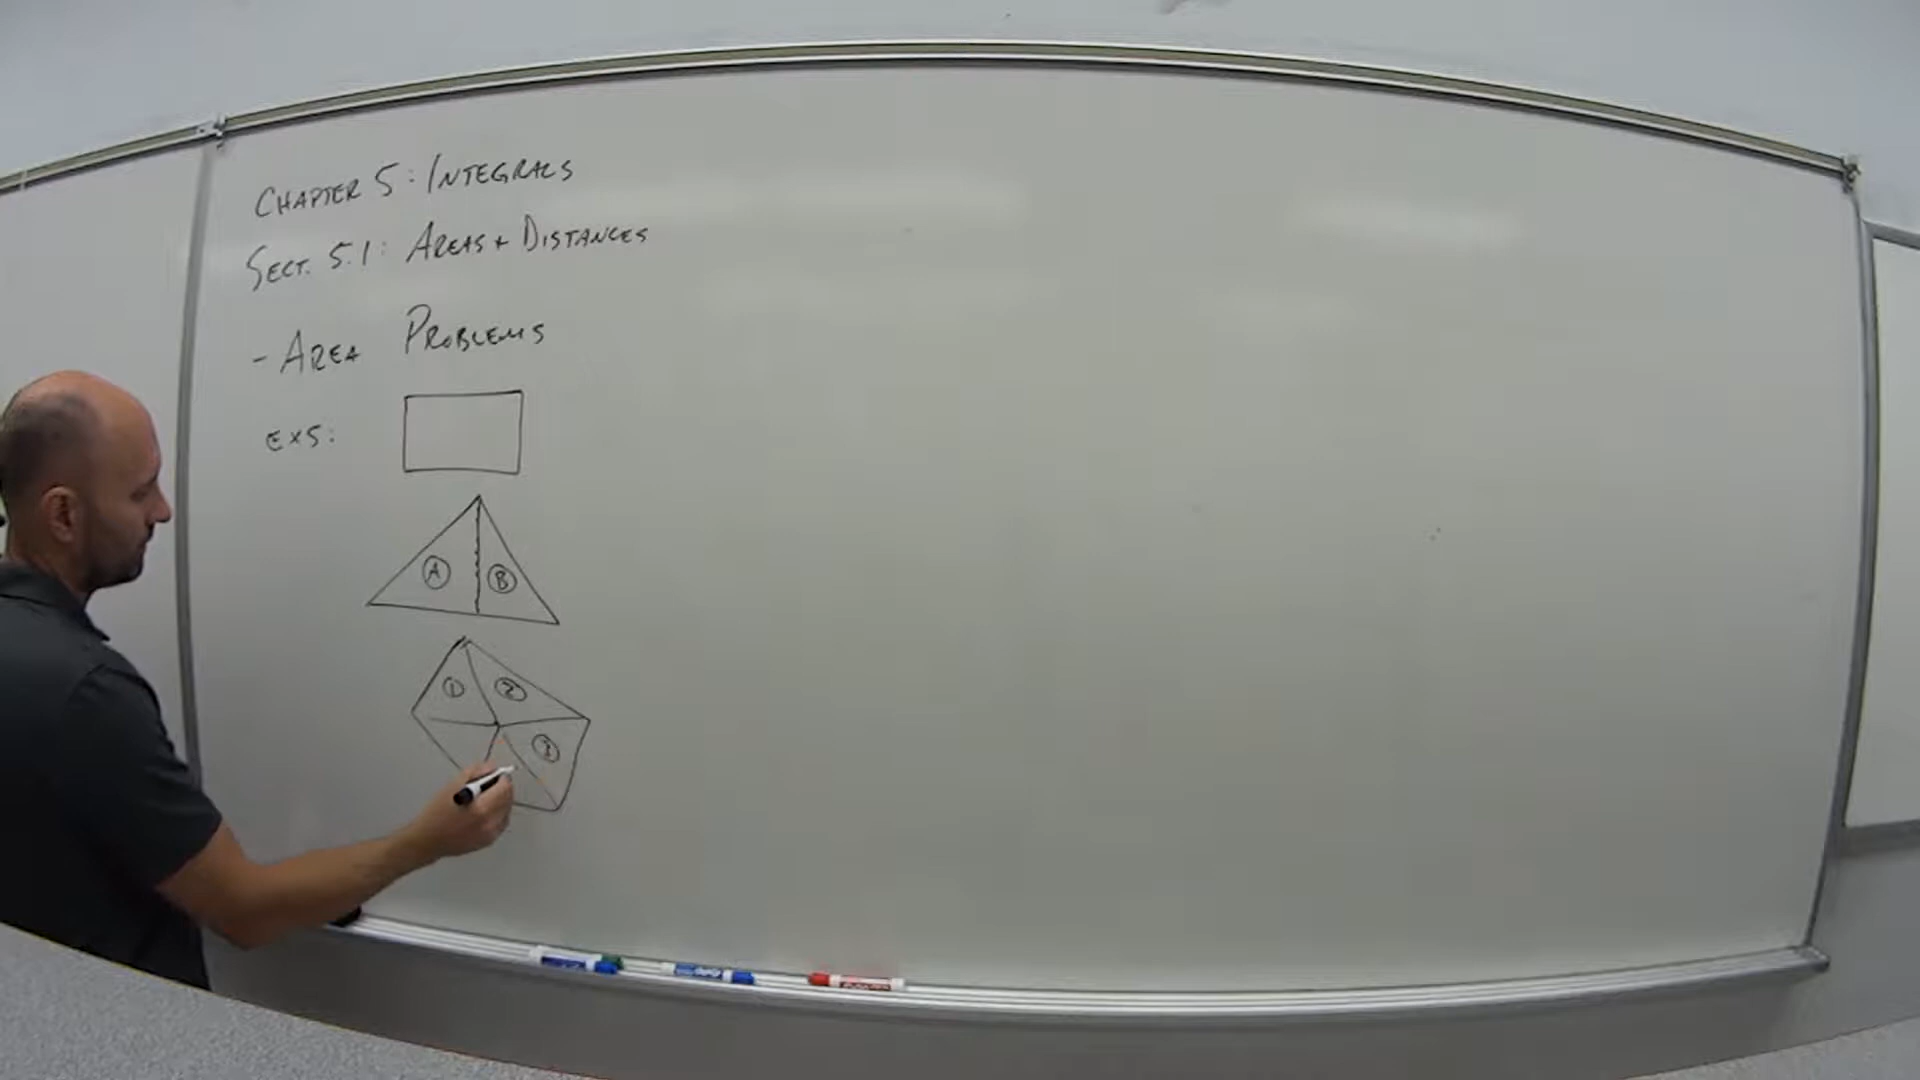 CHAPTER 5: INTEGRALS
SECT. 5.1: AREAS + DISTANCES
- AREA PROBLEMS
EXS:
A B
1 2
3